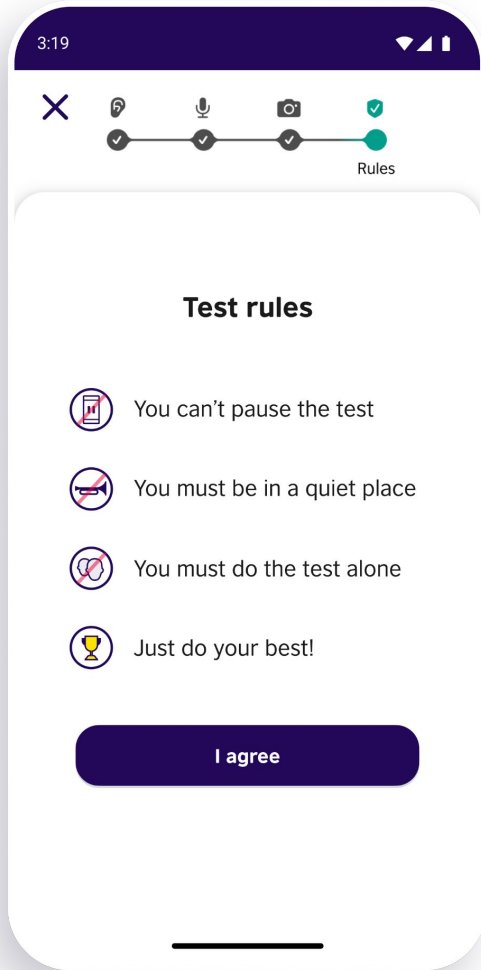 3:19
Rules
Test rules
You can’t pause the test
You must be in a quiet place
You must do the test alone
Just do your best!
I agree